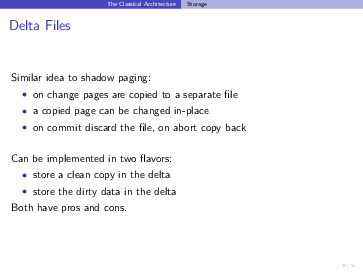 The Classical Architecture Storage
Delta Files
Similar idea to shadow paging:
• on change pages are copied to a separate file
• a copied page can be changed in-place
• on commit discard the file, on abort copy back
Can be implemented in two flavors:
• store a clean copy in the delta
• store the dirty data in the delta
Both have pros and cons.